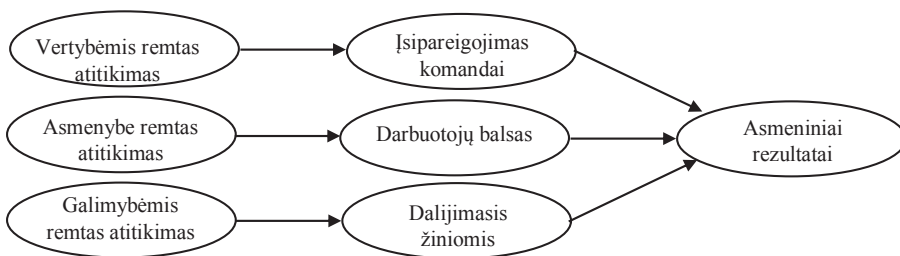 Vertybėmis remtas
atitikimas
Įsipareigojimas
komandai
Asmenybe remtas
atitikimas
Darbuotojų balsas
Asmeniniai
rezultatai
Galimybėmis
remtas atitikimas
Dalijimasis
žiniomis